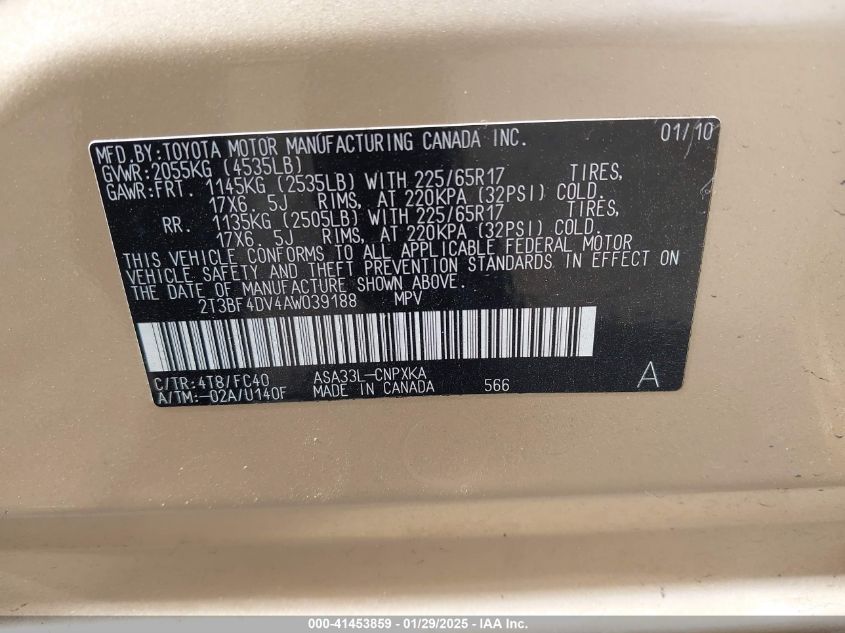 MFD.BY:TOYOTA MOTOR MANUFACTURING CANADA INC. 01/10
GVWR:2055KG (4535LB)
GAWR:FRT. 1145KG (2535LB) WITH 225/65R17 TIRES,
17X6. 5J RIMS, AT 220KPA (32PSI) COLD.
RR. 1135KG (2505LB) WITH 225/65R17 TIRES,
17X6. 5J RIMS, AT 220KPA (32PSI) COLD.
THIS VEHICLE CONFORMS TO ALL APPLICABLE FEDERAL MOTOR
VEHICLE SAFETY AND THEFT PREVENTION STANDARDS IN EFFECT ON
THE DATE OF MANUFACTURE SHOWN ABOVE.
2T3BF4DV4AW039188 MPV
C/TR:4T8/FC40 ASA33L-CNPXKA
A/TM:-02A/U140F MADE IN CANADA 566 A
000-41453859 - 01/29/2025 - IAA Inc.